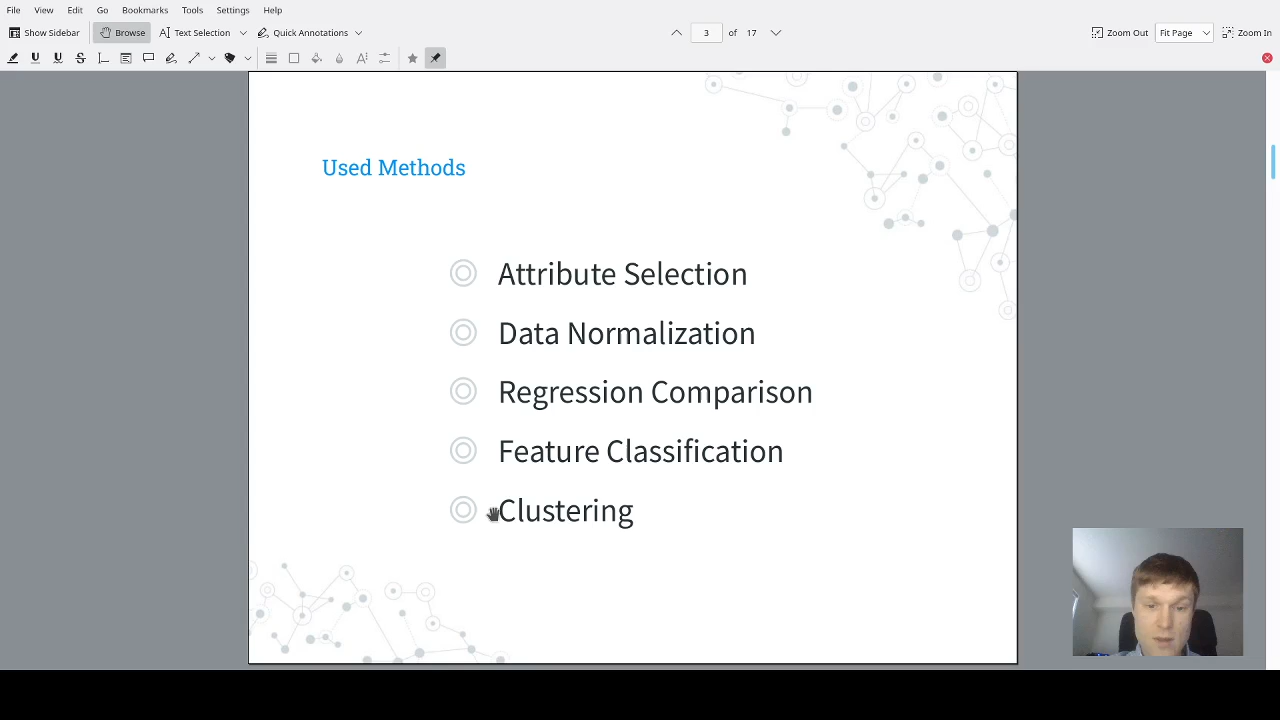 File View Edit Go Bookmarks Tools Settings Help
Show Sidebar Browse Text Selection Quick Annotations 3 of 17 Zoom Out Fit Page Zoom In
Used Methods
Attribute Selection
Data Normalization
Regression Comparison
Feature Classification
Clustering